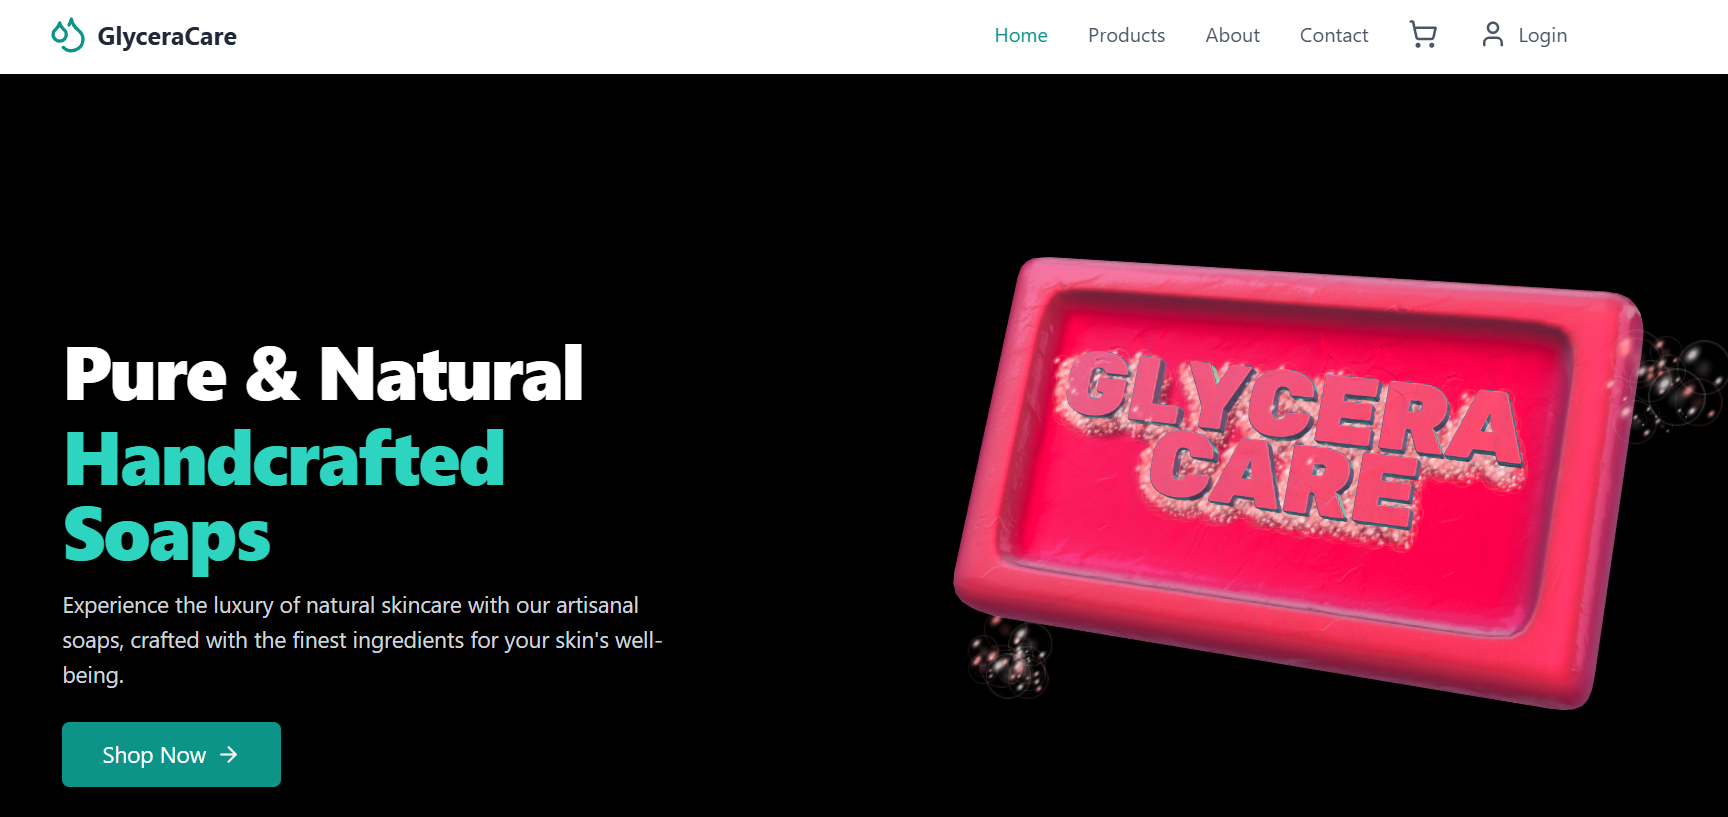 GlyceraCare
Home
Products
About
Contact
Login
Pure & Natural
Handcrafted
Soaps
Experience the luxury of natural skincare with our artisanal
soaps, crafted with the finest ingredients for your skin's well-
being.
Shop Now
GLYCERA
CARE